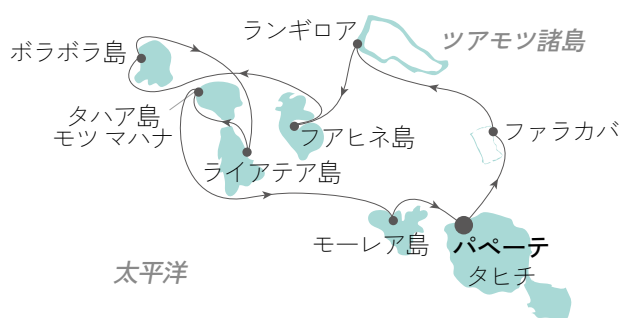 ランギロア
ツアモツ諸島
ボラボラ島
タハア島
モツ マハナ
フアヒネ島
ファラカバ
ライアテア島
モーレア島
パペーテ
タヒチ
太平洋